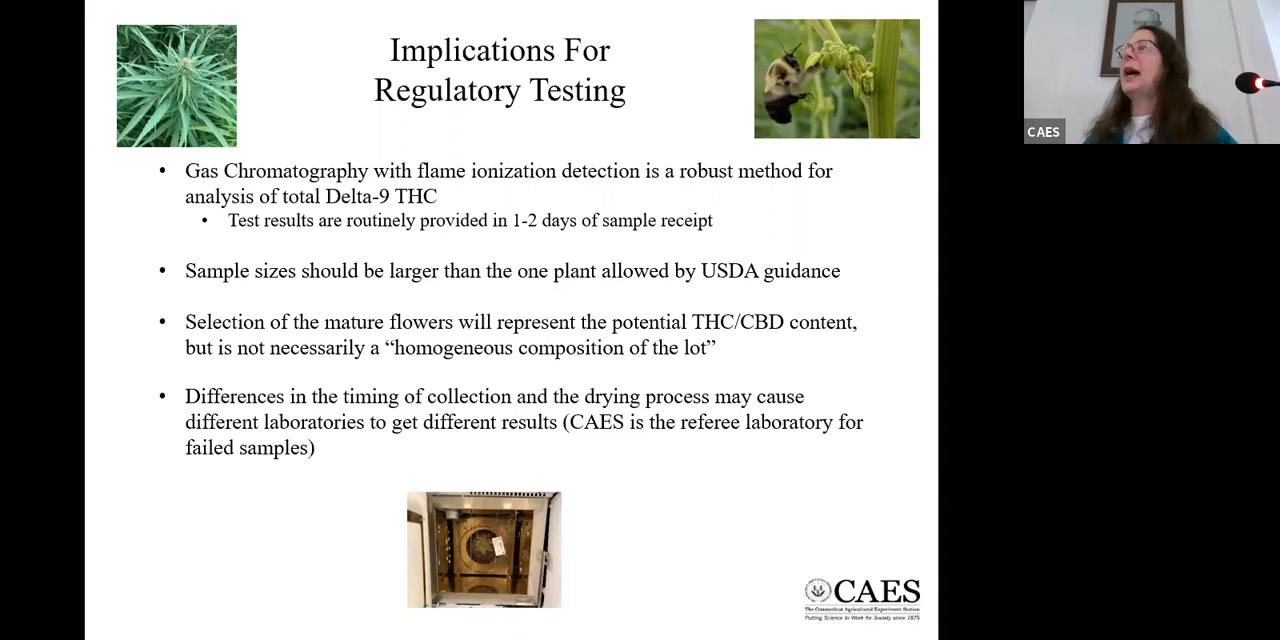 Implications For
Regulatory Testing
CAES
• Gas Chromatography with flame ionization detection is a robust method for
analysis of total Delta-9 THC
• Test results are routinely provided in 1-2 days of sample receipt
• Sample sizes should be larger than the one plant allowed by USDA guidance
• Selection of the mature flowers will represent the potential THC/CBD content,
but is not necessarily a “homogeneous composition of the lot”
• Differences in the timing of collection and the drying process may cause
different laboratories to get different results (CAES is the referee laboratory for
failed samples)
CAES
The Connecticut Agricultural Experiment Station
Putting Science to Work for Society since 1875